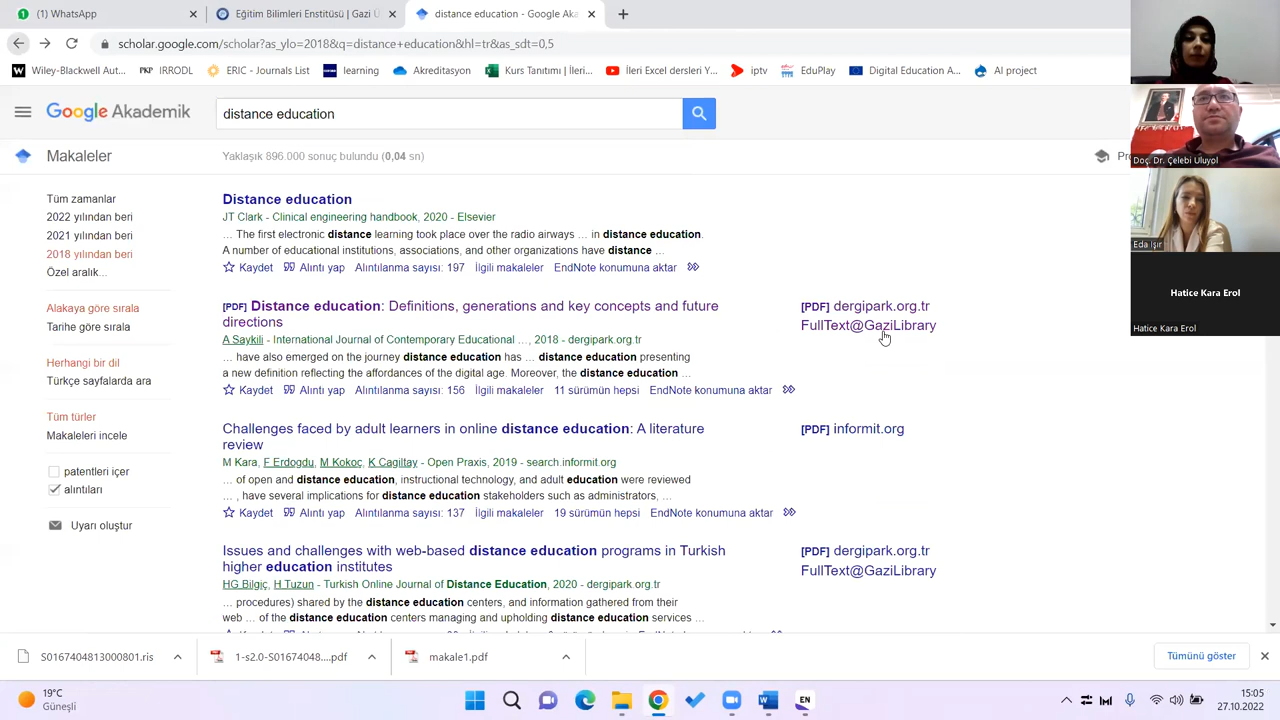 (1) WhatsApp
Eğitim Bilimleri Enstitüsü | Gazi Ü
distance education - Google Aka
scholar.google.com/scholar?as_ylo=2018&q=distance+education&hl=tr&as_sdt=0,5
Wiley-Blackwell Aut...
IRRODL
ERIC - Journals List
learning
Akreditasyon
Kurs Tanıtımı | İleri...
İleri Excel dersleri Y...
iptv
EduPlay
Digital Education A...
AI project
Google Akademik
distance education
Makaleler
Yaklaşık 896.000 sonuç bulundu (0,04 sn)
Tüm zamanlar
2022 yılından beri
2021 yılından beri
2018 yılından beri
Özel aralık...
Alakaya göre sırala
Tarihe göre sırala
Herhangi bir dil
Türkçe sayfalarda ara
Tüm türler
Makaleleri incele
patentleri içer
alıntıları
Uyarı oluştur
Distance education
JT Clark - Clinical engineering handbook, 2020 - Elsevier
... The first electronic distance learning took place over the radio airways ... in distance education.
A number of educational institutions, associations, and other organizations have distance ...
Kaydet Alıntı yap Alıntılanma sayısı: 197 İlgili makaleler EndNote konumuna aktar
[PDF] Distance education: Definitions, generations and key concepts and future
directions
A Saykili - International Journal of Contemporary Educational ..., 2018 - dergipark.org.tr
... have also emerged on the journey distance education has ... distance education presenting
a new definition reflecting the affordances of the digital age. Moreover, the distance education ...
Kaydet Alıntı yap Alıntılanma sayısı: 156 İlgili makaleler 11 sürümün hepsi EndNote konumuna aktar
[PDF] dergipark.org.tr
FullText@GaziLibrary
Challenges faced by adult learners in online distance education: A literature
review
M Kara, F Erdogdu, M Kokoç, K Cagiltay - Open Praxis, 2019 - search.informit.org
... of open and distance education, instructional technology, and adult education were reviewed
... , have several implications for distance education stakeholders such as administrators, ...
Kaydet Alıntı yap Alıntılanma sayısı: 137 İlgili makaleler 19 sürümün hepsi EndNote konumuna aktar
[PDF] informit.org
Issues and challenges with web-based distance education programs in Turkish
higher education institutes
HG Bilgiç, H Tuzun - Turkish Online Journal of Distance Education, 2020 - dergipark.org.tr
... procedures) shared by the distance education centers, and information gathered from their
web ... of the distance education centers managing and upholding distance education services ...
[PDF] dergipark.org.tr
FullText@GaziLibrary
Doç. Dr. Çelebi Uluyol
Eda Işır
Hatice Kara Erol
Hatice Kara Erol
S0167404813000801.ris
1-s2.0-S01674048....pdf
makale1.pdf
Tümünü göster
19°C
Güneşli
EN
15:05
27.10.2022